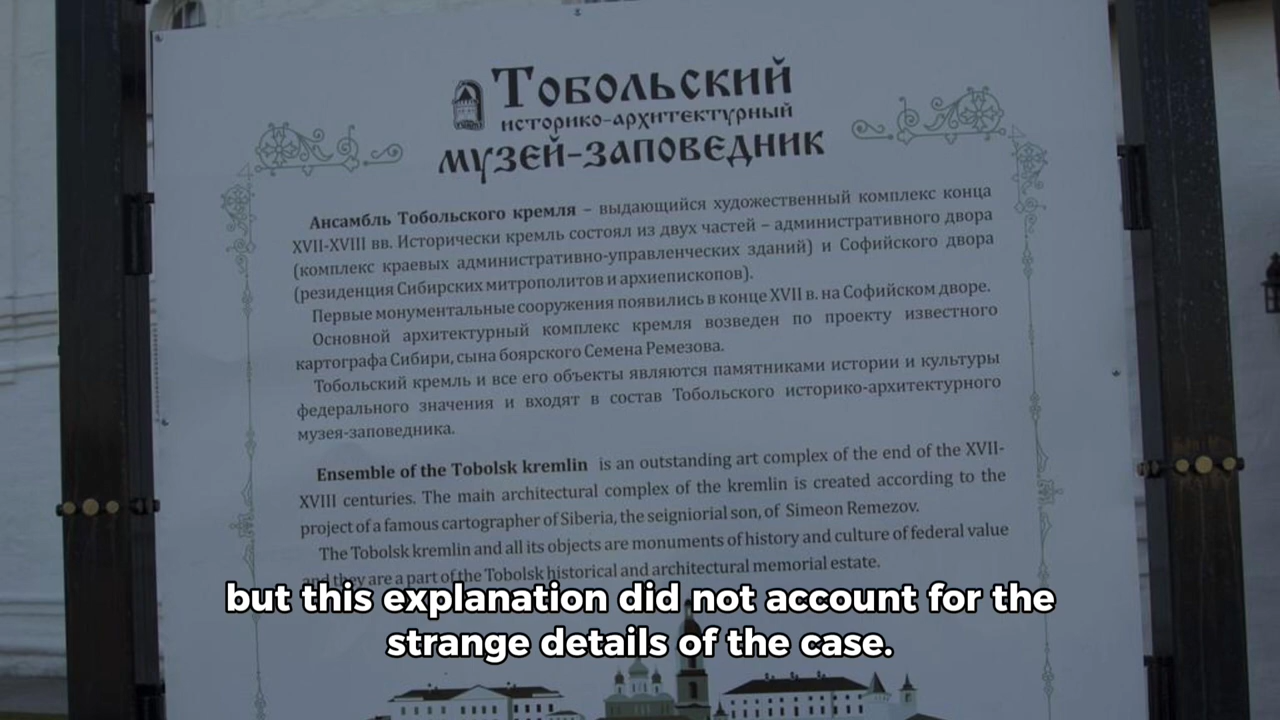 Тобольский
историко-архитектурный
музей-заповедник
Ансамбль Тобольского кремля – выдающийся художественный комплекс конца
XVII-XVIII вв. Исторически кремль состоял из двух частей – административного двора
(комплекс краевых административно-управленческих зданий) и Софийского двора
(резиденция Сибирских митрополитов и архиепископов).
Первые монументальные сооружения появились в конце XVII в. на Софийском дворе.
Основной архитектурный комплекс кремля возведен по проекту известного
картографа Сибири, сына боярского Семена Ремезова.
Тобольский кремль и все его объекты являются памятниками истории и культуры
федерального значения и входят в состав Тобольского историко-архитектурного
музея-заповедника.
Ensemble of the Tobolsk kremlin is an outstanding art complex of the end of the XVII-
XVIII centuries. The main architectural complex of the kremlin is created according to the
project of a famous cartographer of Siberia, the seigniorial son, of Simeon Remezov.
The Tobolsk kremlin and all its objects are monuments of history and culture of federal value
and they are a part of the Tobolsk historical and architectural memorial estate.
but this explanation did not account for the
strange details of the case.